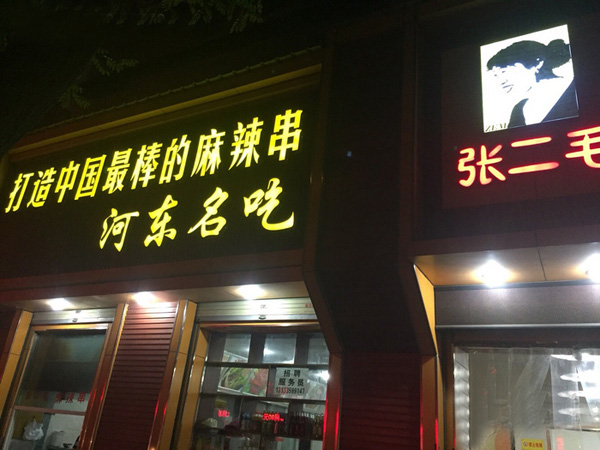 打造中国最棒的麻辣串
河东名吃
张二毛
招聘
服务员